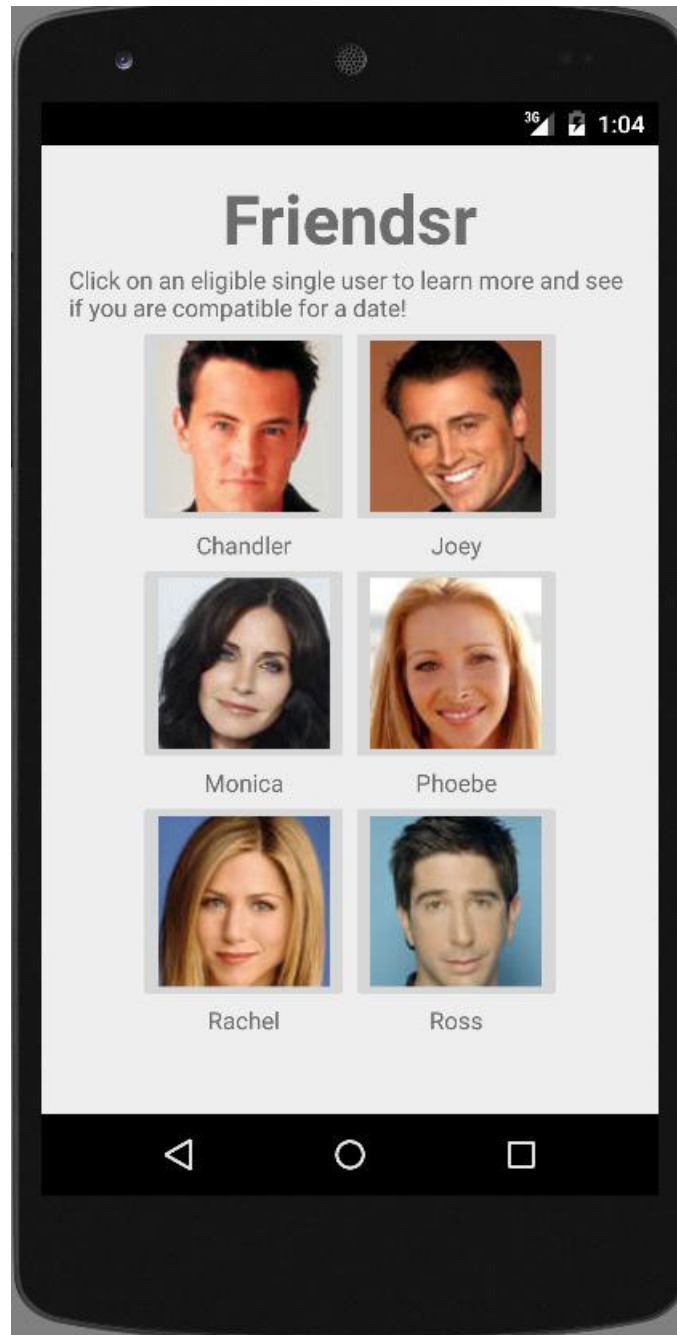 3G 1:04
Friendsr
Click on an eligible single user to learn more and see
if you are compatible for a date!
Chandler Joey
Monica Phoebe
Rachel Ross